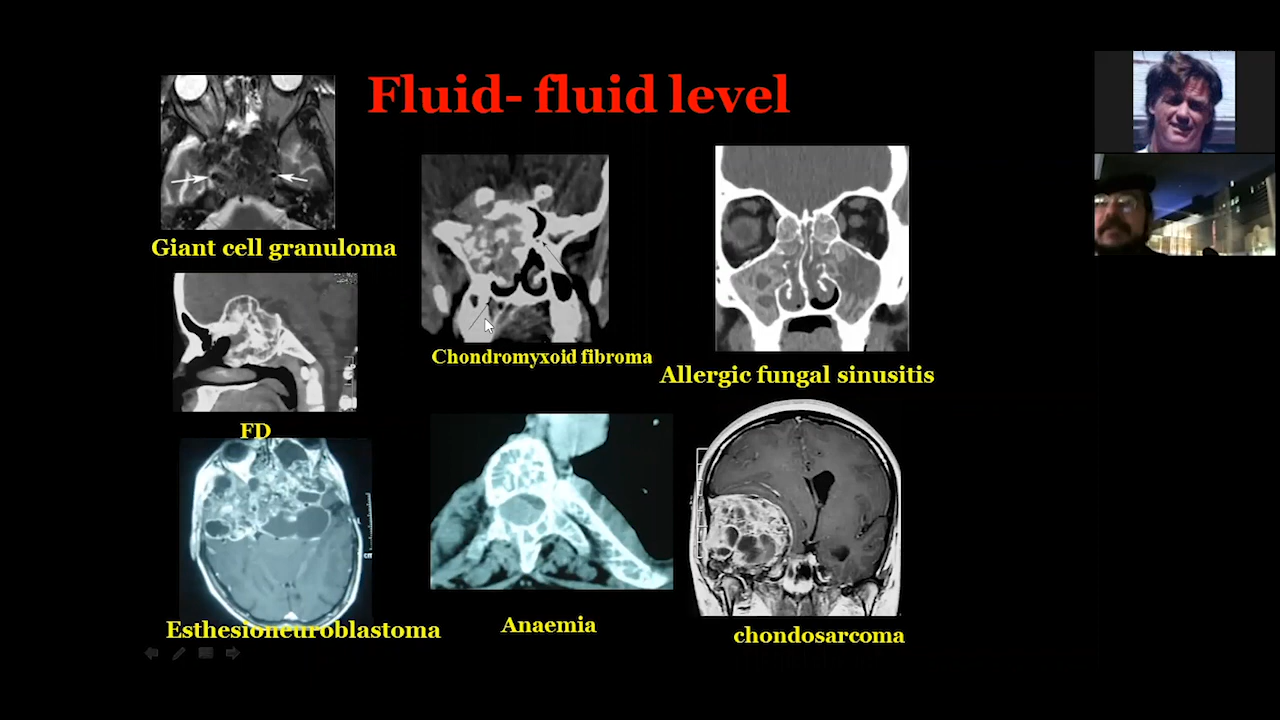 Fluid- fluid level
Giant cell granuloma
Chondromyxoid fibroma
Allergic fungal sinusitis
FD
Esthesioneuroblastoma
Anaemia
chondosarcoma